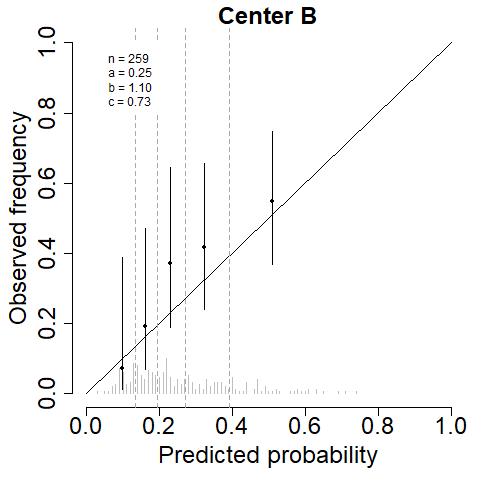 Center B
n = 259
a = 0.25
b = 1.10
c = 0.73
Observed frequency
1.0
0.8
0.6
0.4
0.2
0.0
0.0 0.2 0.4 0.6 0.8 1.0
Predicted probability